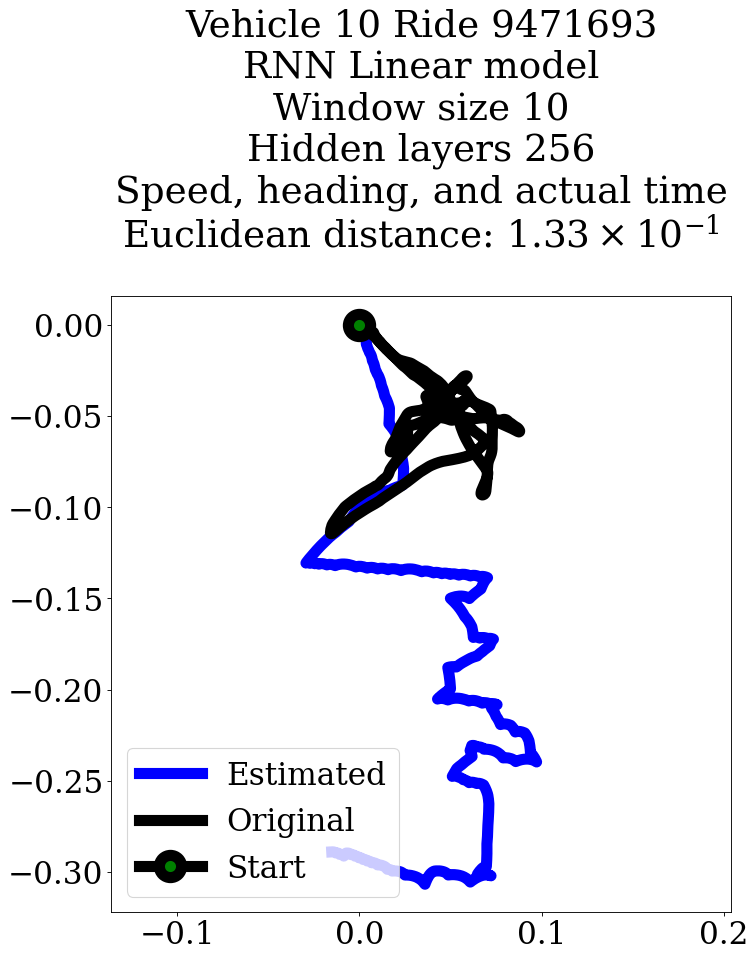 Vehicle 10 Ride 9471693
RNN Linear model
Window size 10
Hidden layers 256
Speed, heading, and actual time
Euclidean distance: 1.33 × 10⁻¹
0.00
−0.05
−0.10
−0.15
−0.20
−0.25
−0.30
Estimated
Original
Start
−0.1
0.0
0.1
0.2